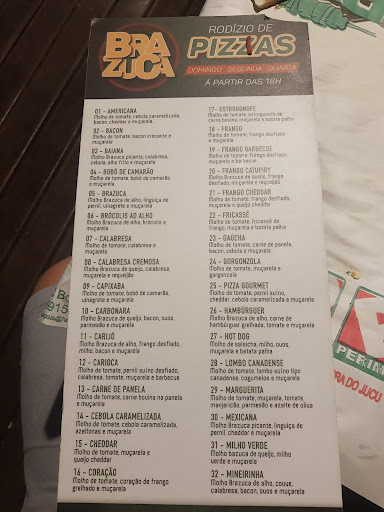 BRA
ZUCA
RODÍZIO DE
PIZZAS
DOMINGO SEGUNDA QUARTA
À PARTIR DAS 18H
01 - AMERICANA
Molho de tomate, cebola caramelizada,
bacon, cheddar e muçarela
02 - BACON
Molho de tomate, bacon crocante e
muçarela
03 - BAIANA
Molho Brazuca picante, calabresa,
cebola, alho frito e muçarela
04 - BOBÓ DE CAMARÃO
Molho de tomate, bobó de camarão
e muçarela
05 - BRAZUCA
Molho Brazuca de alho, linguiça de
pernil, vinagrete e muçarela
06 - BRÓCOLIS AO ALHO
Molho Brazuca de alho, brócolis e
muçarela
07 - CALABRESA
Molho de tomate, calabresa e
muçarela
08 - CALABRESA CREMOSA
Molho Brazuca de queijo, calabresa,
muçarela e requeijão
09 - CAPIXABA
Molho de tomate, bobó de camarão,
vinagrete e muçarela
10 - CARBONARA
Molho Brazuca de queijo, bacon, ovos,
parmesão e muçarela
11 - CARIJÓ
Molho Brazuca de alho, frango desfiado,
milho, bacon e muçarela
12 - CARIOCA
Molho de tomate, pernil suíno desfiado,
calabresa, tomate, muçarela e barbecue
13 - CARNE DE PANELA
Molho de tomate, carne bovina na panela
e muçarela
14 - CEBOLA CARAMELIZADA
Molho de tomate, cebola caramelizada,
azeitonas e muçarela
15 - CHEDDAR
Molho de tomate, muçarela e
queijo cheddar
16 - CORAÇÃO
Molho de tomate, coração de frango
grelhado e muçarela
17 - ESTROGONOFE
Molho de tomate, estrogonofe de
carne bovina, muçarela e batata palha
18 - FRANGO
Molho de tomate, frango desfiado
e muçarela
19 - FRANGO BARBECUE
Molho de tomate, frango desfiado,
muçarela e barbecue
20 - FRANGO CATUPIRY
Molho Brazuca de queijo, frango
desfiado, muçarela e requeijão
21 - FRANGO CHEDDAR
Molho de tomate, frango desfiado,
muçarela e queijo cheddar
22 - FRICASSÊ
Molho de tomate, fricassê de
frango, muçarela e batata palha
23 - GAÚCHA
Molho de tomate, carne de panela,
bacon, cebola e muçarela
24 - GORGONZOLA
Molho de tomate, muçarela e
gorgonzola
25 - PIZZA GOURMET
Molho de tomate, pernil suíno,
cheddar, cebola caramelizada e muçarela
26 - HAMBÚRGUER
Molho Brazuca de alho, carne de
hambúrguer grelhada, tomate e muçarela
27 - HOT DOG
Molho de salsicha, milho, ovos,
muçarela e batata palha
28 - LOMBO CANADENSE
Molho de tomate, lombo suíno tipo
canadense, cogumelos e muçarela
29 - MARGUERITA
Molho de tomate, muçarela, tomate,
manjericão, parmesão e azeite de oliva
30 - MEXICANA
Molho Brazuca picante, linguiça de
pernil, cheddar e muçarela
31 - MILHO VERDE
Molho bazuca de queijo, milho
verde e muçarela
32 - MINEIRINHA
Molho Brazuca de alho, couve,
calabresa, bacon, ovos e muçarela
PERIM
RA DO JUCU